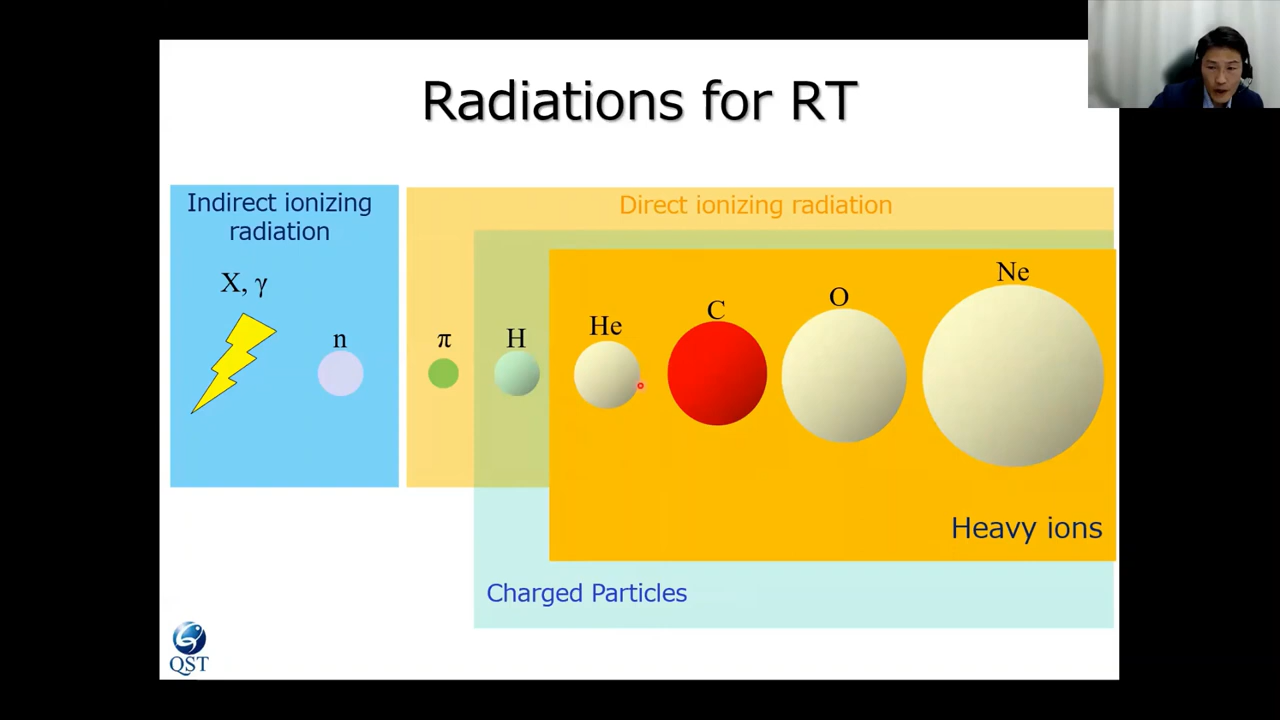 Radiations for RT
Indirect ionizing
radiation
Direct ionizing radiation
X, γ
n
π
H
He
C
O
Ne
Heavy ions
Charged Particles
QST